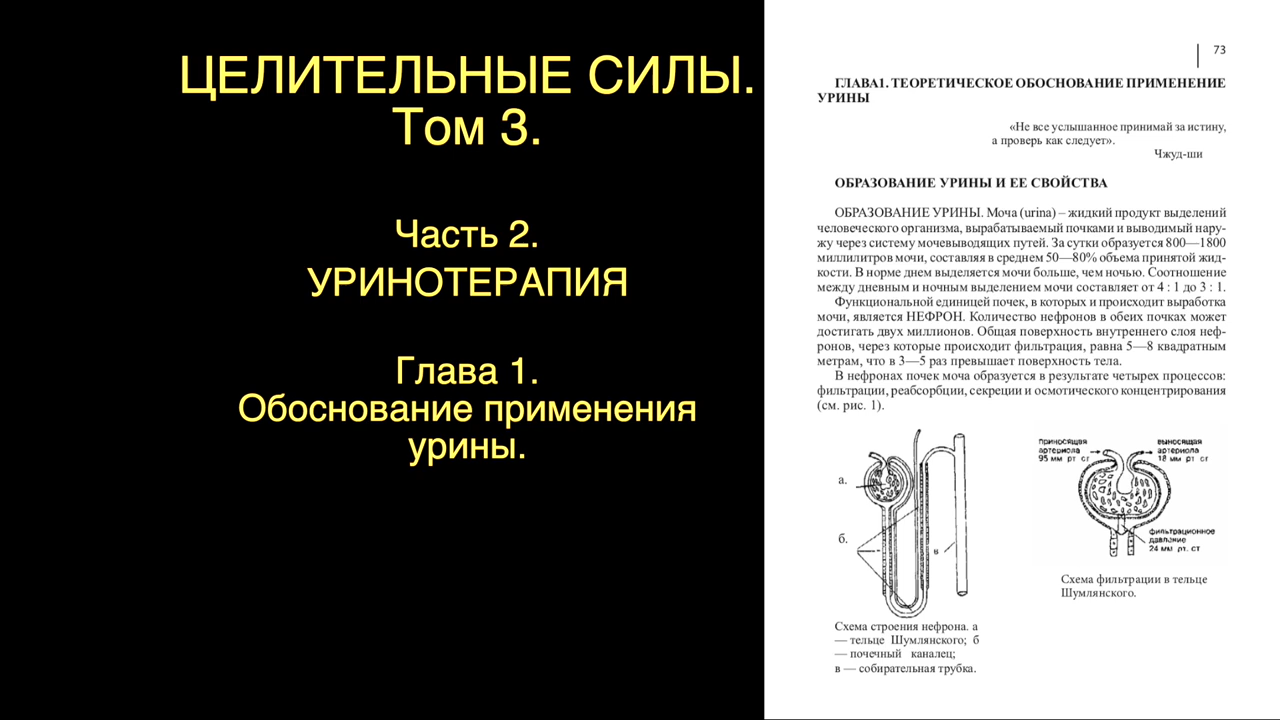 ЦЕЛИТЕЛЬНЫЕ СИЛЫ.
Том 3.
Часть 2.
УРИНОТЕРАПИЯ
Глава 1.
Обоснование применения
урины.
73
ГЛАВА1. ТЕОРЕТИЧЕСКОЕ ОБОСНОВАНИЕ ПРИМЕНЕНИЕ
УРИНЫ
«Не все услышанное принимай за истину,
а проверь как следует».
Чжуд-ши
ОБРАЗОВАНИЕ УРИНЫ И ЕЕ СВОЙСТВА
ОБРАЗОВАНИЕ УРИНЫ. Моча (urina) – жидкий продукт выделений
человеческого организма, вырабатываемый почками и выводимый нару-
жу через систему мочевыводящих путей. За сутки образуется 800—1800
миллилитров мочи, составляя в среднем 50—80% объема принятой жид-
кости. В норме днем выделяется мочи больше, чем ночью. Соотношение
между дневным и ночным выделением мочи составляет от 4 : 1 до 3 : 1.
Функциональной единицей почек, в которых и происходит выработка
мочи, является НЕФРОН. Количество нефронов в обеих почках может
достигать двух миллионов. Общая поверхность внутреннего слоя неф-
ронов, через которые происходит фильтрация, равна 5—8 квадратным
метрам, что в 3—5 раз превышает поверхность тела.
В нефронах почек моча образуется в результате четырех процессов:
фильтрации, реабсорбции, секреции и осмотического концентрирования
(см. рис. 1).
а.
б.
в
Схема строения нефрона. а
— тельце Шумлянского; б
— почечный каналец;
в — собирательная трубка.
приносящая
артериола
95 мм рт ст
выносящая
артериола
18 мм рт ст
фильтрационное
давление
24 мм рт. ст
Схема фильтрации в тельце
Шумлянского.